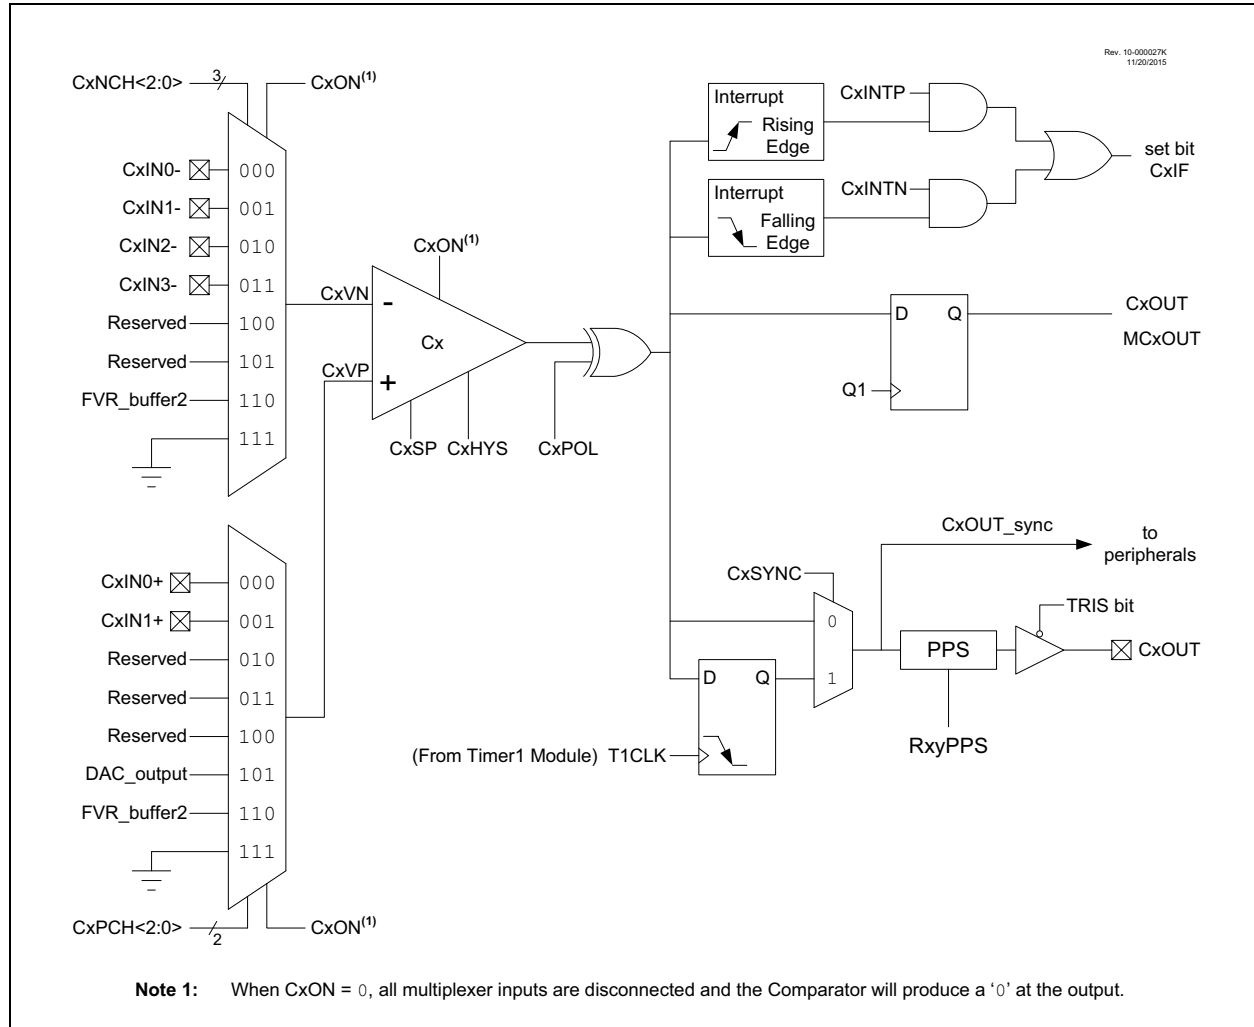 Rev. 10-000027K
11/20/2015
CxNCH<2:0>
3
CxON(1)
CxIN0-
000
CxIN1-
001
CxIN2-
010
CxIN3-
011
Reserved
100
Reserved
101
FVR_buffer2
110
111
CxVN
CxVP
CxON(1)
-
Cx
+
CxSP
CxHYS
CxPOL
Interrupt
Rising
Edge
CxINTP
Interrupt
Falling
Edge
CxINTN
set bit
CxIF
D
Q
Q1
CxOUT
MCxOUT
CxOUT_sync
to
peripherals
CxSYNC
0
1
D
Q
(From Timer1 Module) T1CLK
PPS
RxyPPS
TRIS bit
CxOUT
CxIN0+
000
CxIN1+
001
Reserved
010
Reserved
011
Reserved
100
DAC_output
101
FVR_buffer2
110
111
CxPCH<2:0>
2
CxON(1)
Note 1: When CxON = 0, all multiplexer inputs are disconnected and the Comparator will produce a ‘0’ at the output.